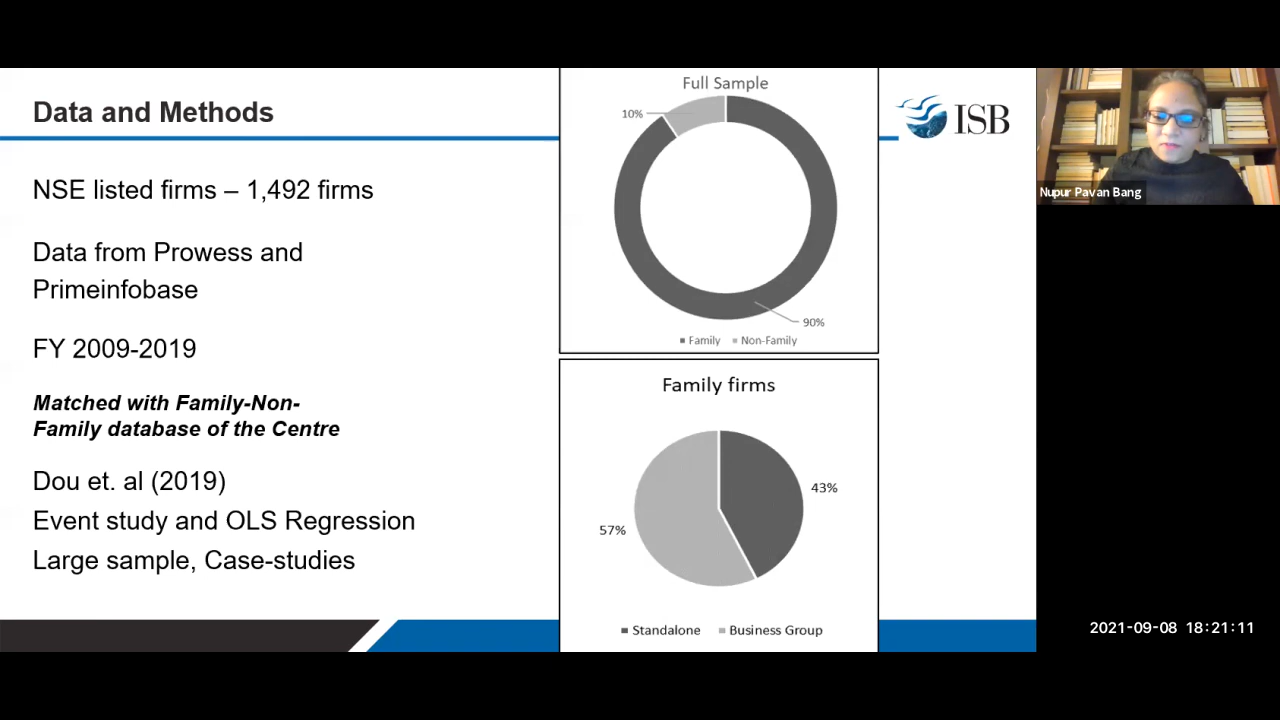 Data and Methods
NSE listed firms – 1,492 firms
Data from Prowess and
Primeinfobase
FY 2009-2019
Matched with Family-Non-
Family database of the Centre
Dou et. al (2019)
Event study and OLS Regression
Large sample, Case-studies
Full Sample
10%
90%
Family Non-Family
Family firms
43%
57%
Standalone Business Group
ISB
Nupur Pavan Bang
2021-09-08 18:21:11